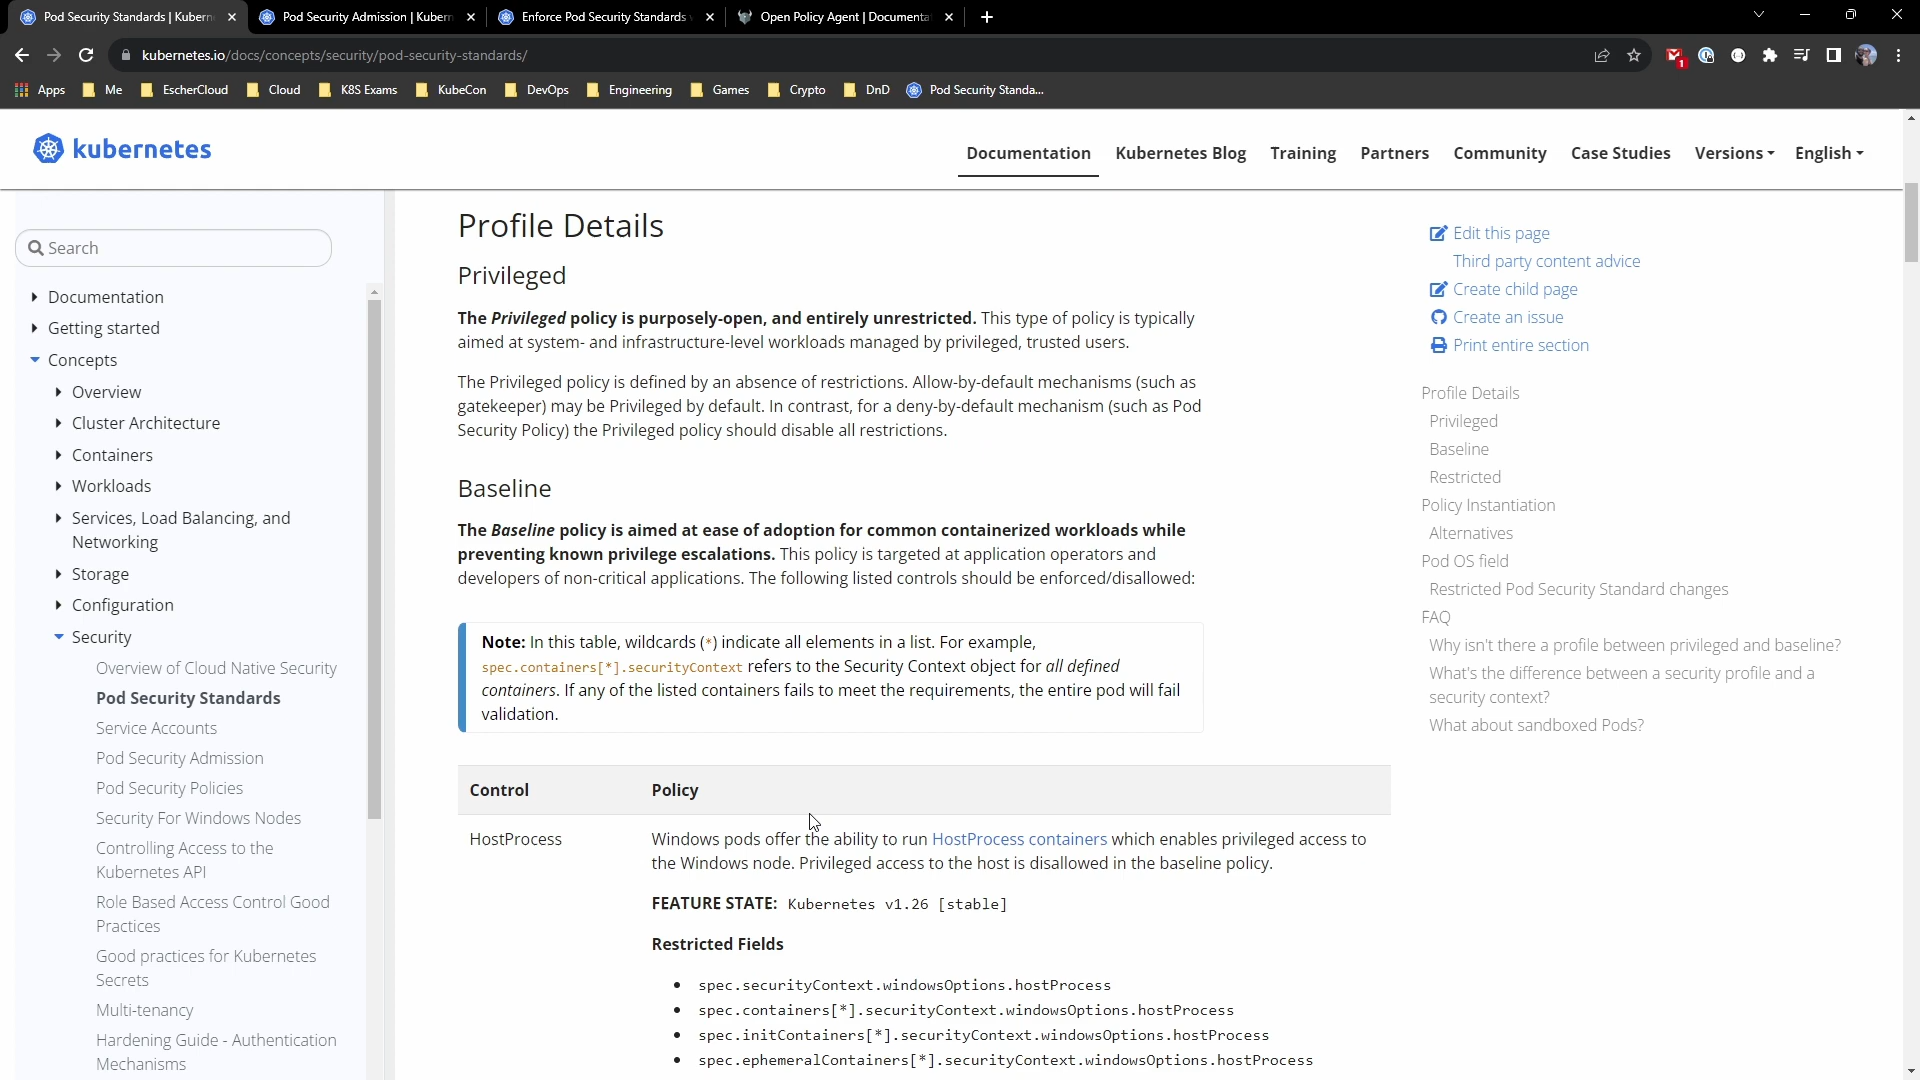 Pod Security Standards | Kubern
Pod Security Admission | Kubern
Enforce Pod Security Standards
Open Policy Agent | Documenta
kubernetes.io/docs/concepts/security/pod-security-standards/
1
Apps
Me
EscherCloud
Cloud
K8S Exams
KubeCon
DevOps
Engineering
Games
Crypto
DnD
Pod Security Standa...
kubernetes
Documentation
Kubernetes Blog
Training
Partners
Community
Case Studies
Versions
English
Search
Documentation
Getting started
Concepts
Overview
Cluster Architecture
Containers
Workloads
Services, Load Balancing, and
Networking
Storage
Configuration
Security
Overview of Cloud Native Security
Pod Security Standards
Service Accounts
Pod Security Admission
Pod Security Policies
Security For Windows Nodes
Controlling Access to the
Kubernetes API
Role Based Access Control Good
Practices
Good practices for Kubernetes
Secrets
Multi-tenancy
Hardening Guide - Authentication
Mechanisms
Profile Details
Privileged
The Privileged policy is purposely-open, and entirely unrestricted. This type of policy is typically
aimed at system- and infrastructure-level workloads managed by privileged, trusted users.
The Privileged policy is defined by an absence of restrictions. Allow-by-default mechanisms (such as
gatekeeper) may be Privileged by default. In contrast, for a deny-by-default mechanism (such as Pod
Security Policy) the Privileged policy should disable all restrictions.
Baseline
The Baseline policy is aimed at ease of adoption for common containerized workloads while
preventing known privilege escalations. This policy is targeted at application operators and
developers of non-critical applications. The following listed controls should be enforced/disallowed:
Note: In this table, wildcards (*) indicate all elements in a list. For example,
spec.containers[*].securityContext refers to the Security Context object for all defined
containers. If any of the listed containers fails to meet the requirements, the entire pod will fail
validation.
Control
Policy
HostProcess
Windows pods offer the ability to run HostProcess containers which enables privileged access to
the Windows node. Privileged access to the host is disallowed in the baseline policy.
FEATURE STATE: Kubernetes v1.26 [stable]
Restricted Fields
• spec.securityContext.windowsOptions.hostProcess
• spec.containers[*].securityContext.windowsOptions.hostProcess
• spec.initContainers[*].securityContext.windowsOptions.hostProcess
• spec.ephemeralContainers[*].securityContext.windowsOptions.hostProcess
Edit this page
Third party content advice
Create child page
Create an issue
Print entire section
Profile Details
Privileged
Baseline
Restricted
Policy Instantiation
Alternatives
Pod OS field
Restricted Pod Security Standard changes
FAQ
Why isn't there a profile between privileged and baseline?
What's the difference between a security profile and a
security context?
What about sandboxed Pods?